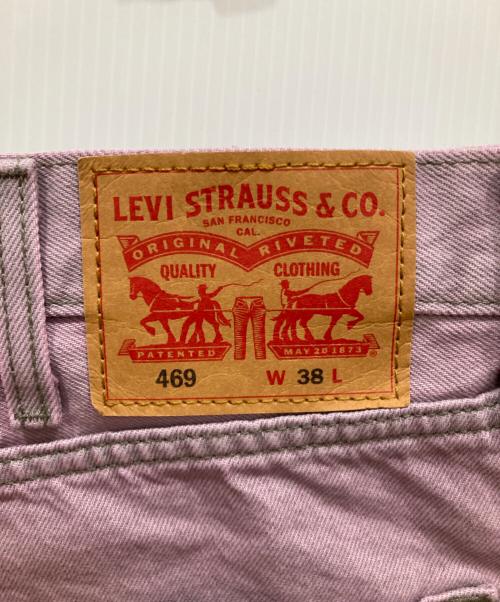 LEVI STRAUSS & CO.
SAN FRANCISCO
CAL.
ORIGINAL RIVETED
QUALITY CLOTHING
PATENTED MAY 20 1873 ®
469 W 38 L